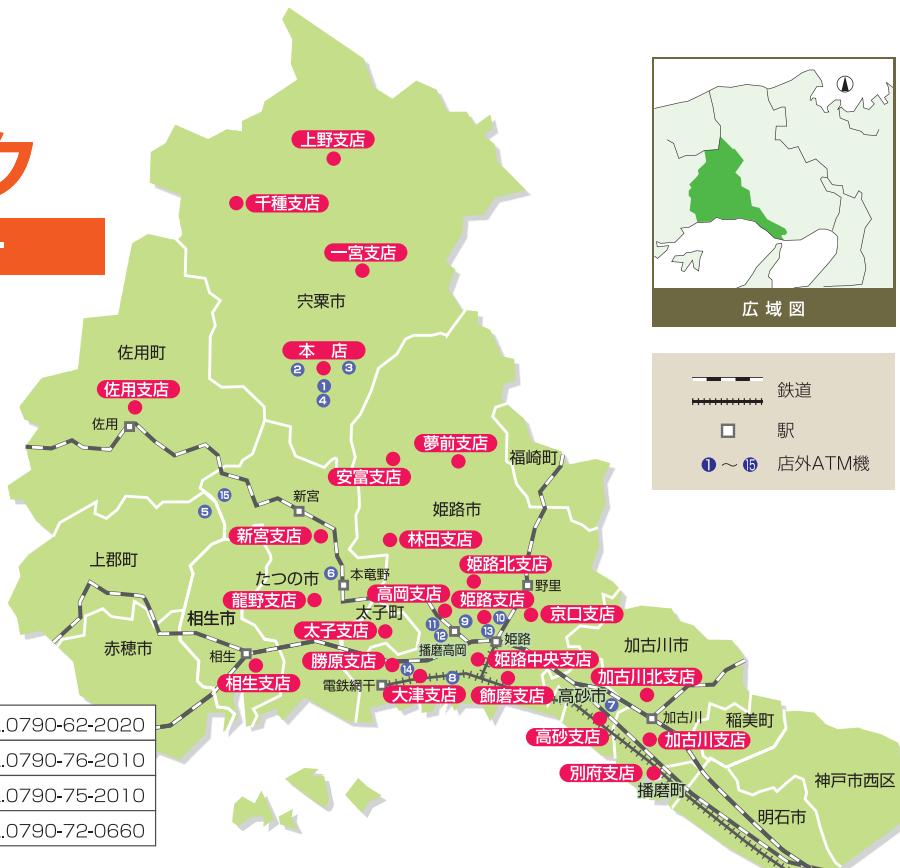 ク
上野支店
千種支店
一宮支店
宍粟市
広域図
佐用町
本 店
②
③
①
④
佐用支店
佐用
鉄道
駅
❶～⓯ 店外ATM機
夢前支店
安富支店
福崎町
⑮
⑤
新宮
姫路市
新宮支店
林田支店
上郡町
姫路北支店
⑥
本竜野
たつの市
野里
高岡支店
龍野支店
姫路支店
太子町
相生市
⑪
⑨
⑩
京口支店
太子支店
⑫
⑬
姫路
赤穂市
播磨高岡
加古川市
相生
勝原支店
姫路中央支店
⑭
⑧
相生支店
電鉄網干
大津支店
飾磨支店
高砂市
加古川北支店
⑦
加古川
稲美町
高砂支店
加古川支店
別府支店
播磨町
神戸市西区
明石市
.0790-62-2020
.0790-76-2010
.0790-75-2010
.0790-72-0660